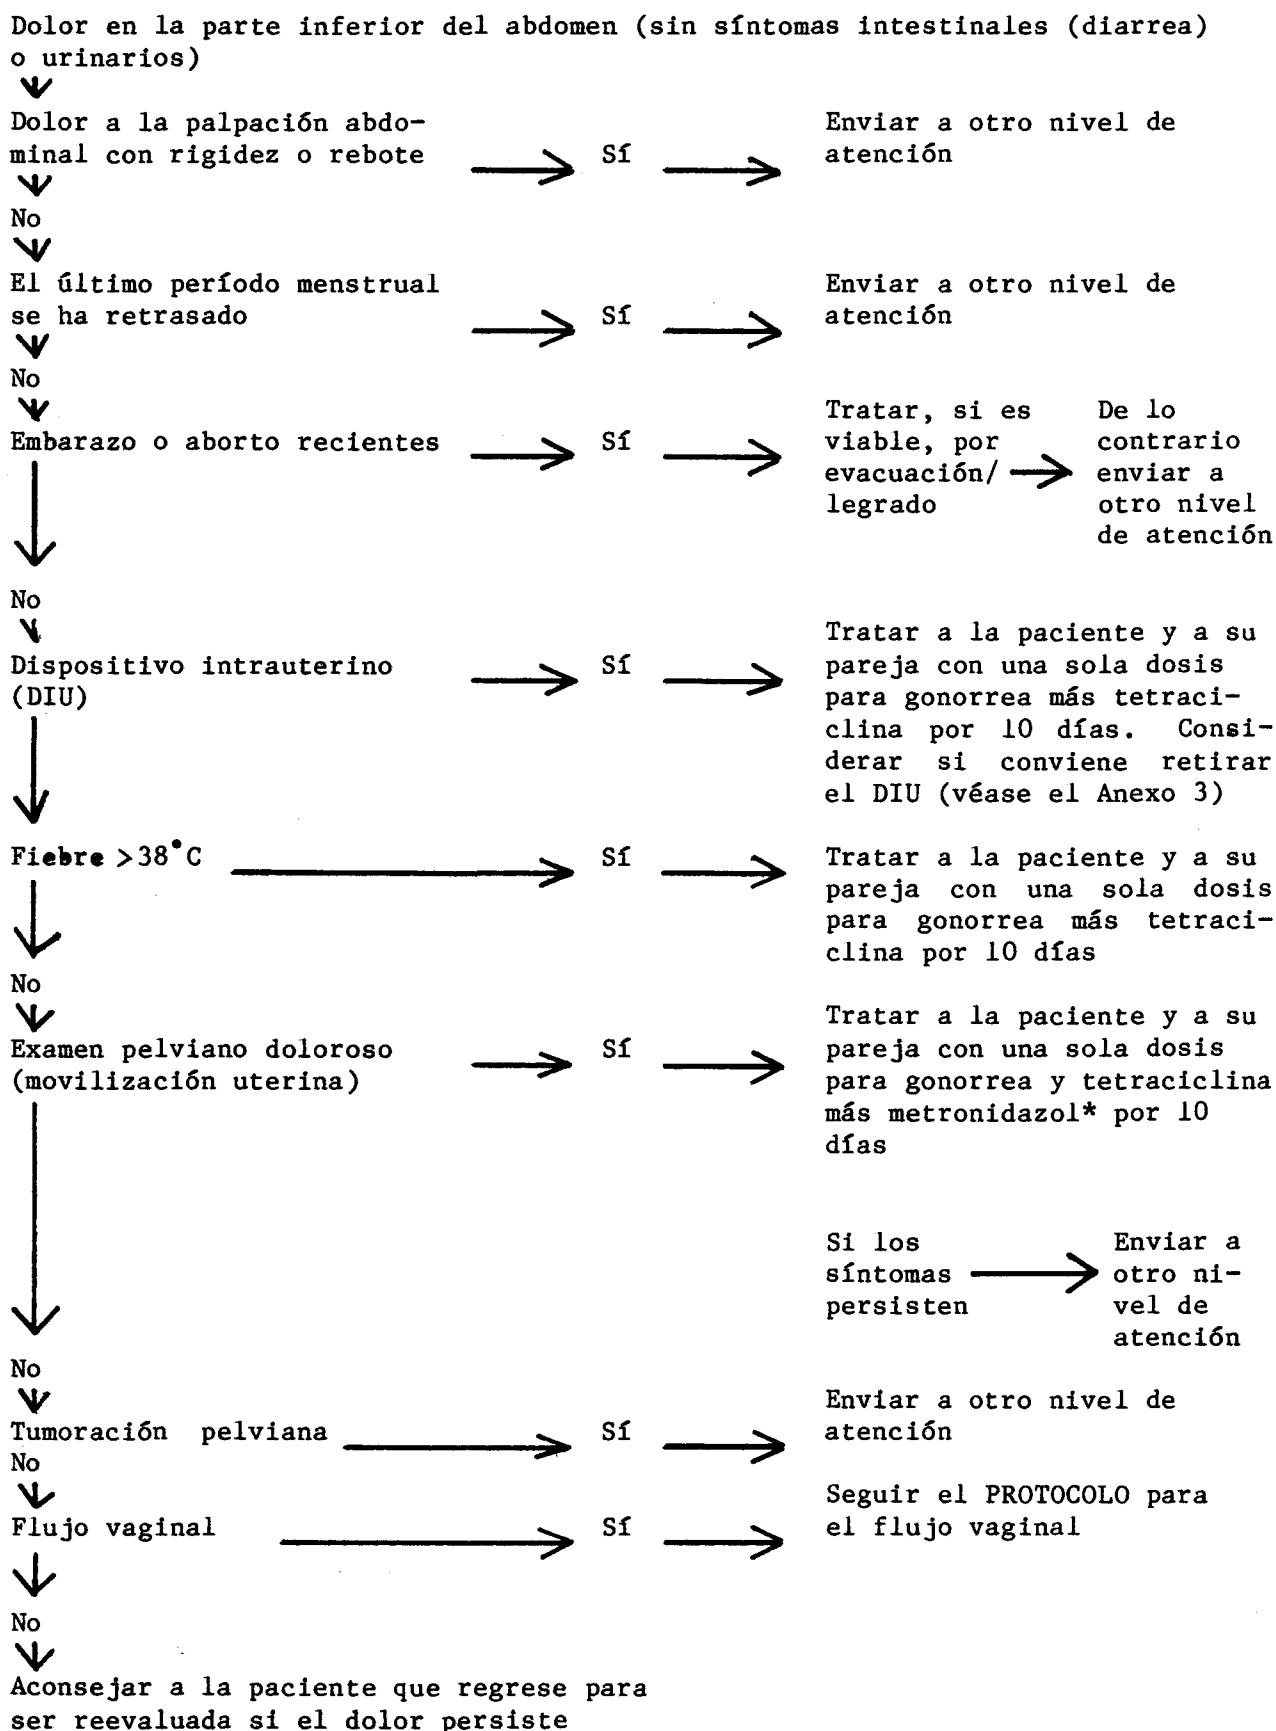 Dolor en la parte inferior del abdomen (sin síntomas intestinales (diarrea)
o urinarios)
Dolor a la palpación abdo-
minal con rigidez o rebote
Sí
Enviar a otro nivel de
atención
No
El último período menstrual
se ha retrasado
Sí
Enviar a otro nivel de
atención
No
Embarazo o aborto recientes
Sí
Tratar, si es
viable, por
evacuación/
legrado
De lo
contrario
enviar a
otro nivel
de atención
No
Dispositivo intrauterino
(DIU)
Sí
Tratar a la paciente y a su
pareja con una sola dosis
para gonorrea más tetraci-
clina por 10 días. Consi-
derar si conviene retirar
el DIU (véase el Anexo 3)
Fiebre >38°C
Sí
Tratar a la paciente y a su
pareja con una sola dosis
para gonorrea más tetraci-
clina por 10 días
No
Examen pelviano doloroso
(movilización uterina)
Sí
Tratar a la paciente y a su
pareja con una sola dosis
para gonorrea y tetraciclina
más metronidazol* por 10
días
Si los
síntomas
persisten
Enviar a
otro ni-
vel de
atención
No
Tumoración pelviana
Sí
Enviar a otro nivel de
atención
No
Flujo vaginal
Sí
Seguir el PROTOCOLO para
el flujo vaginal
No
Aconsejar a la paciente que regrese para
ser reevaluada si el dolor persiste